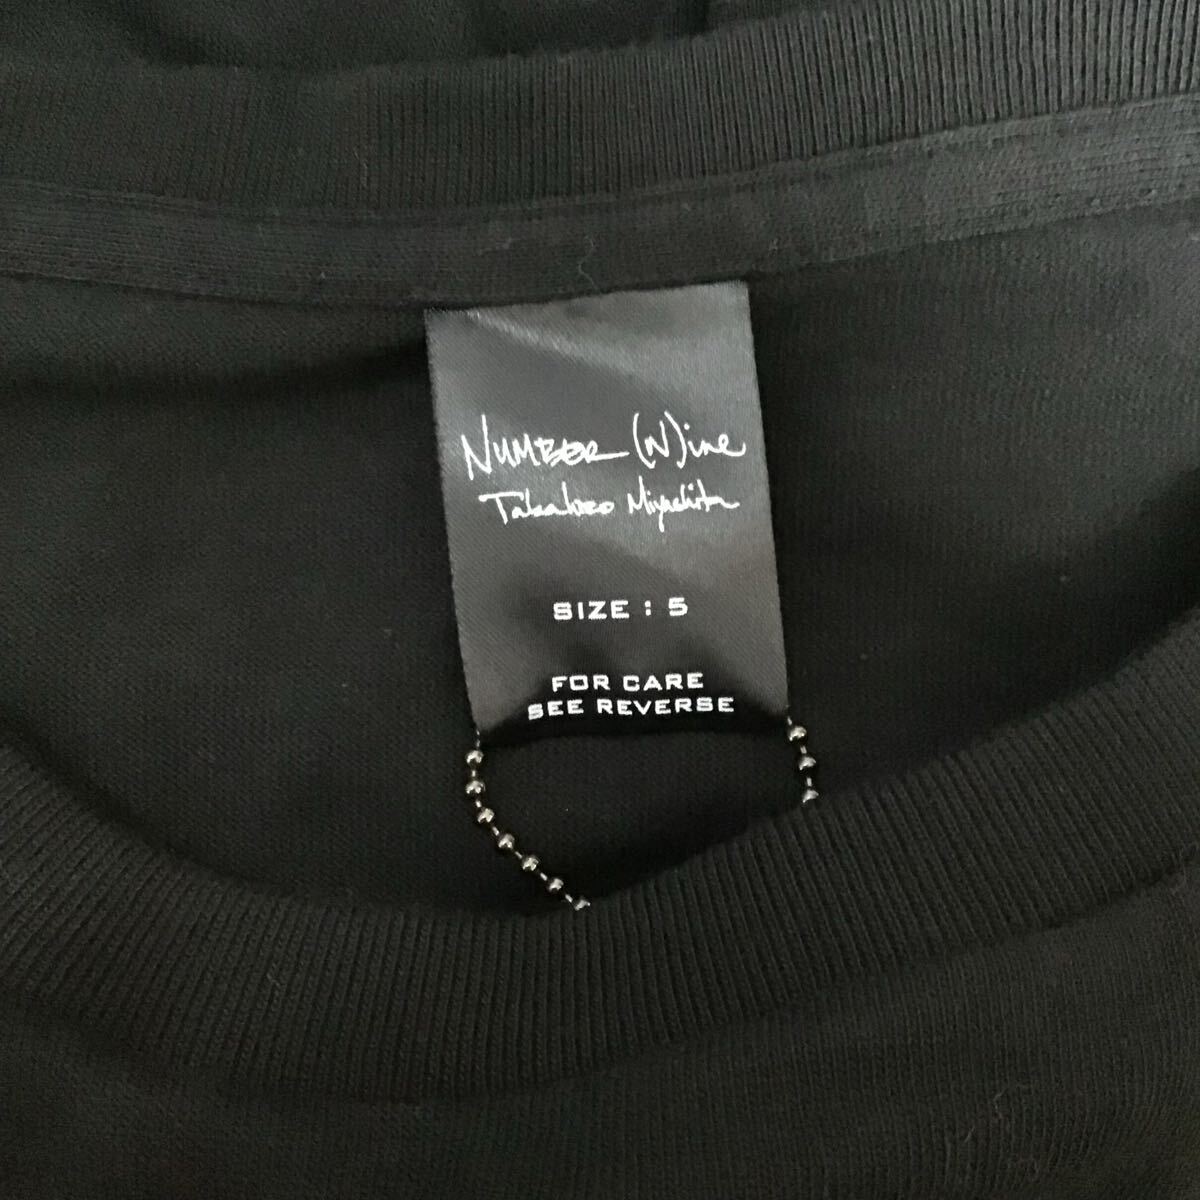 NUMBER (N)ine
Takahiro Miyashita
SIZE : 5
FOR CARE
SEE REVERSE